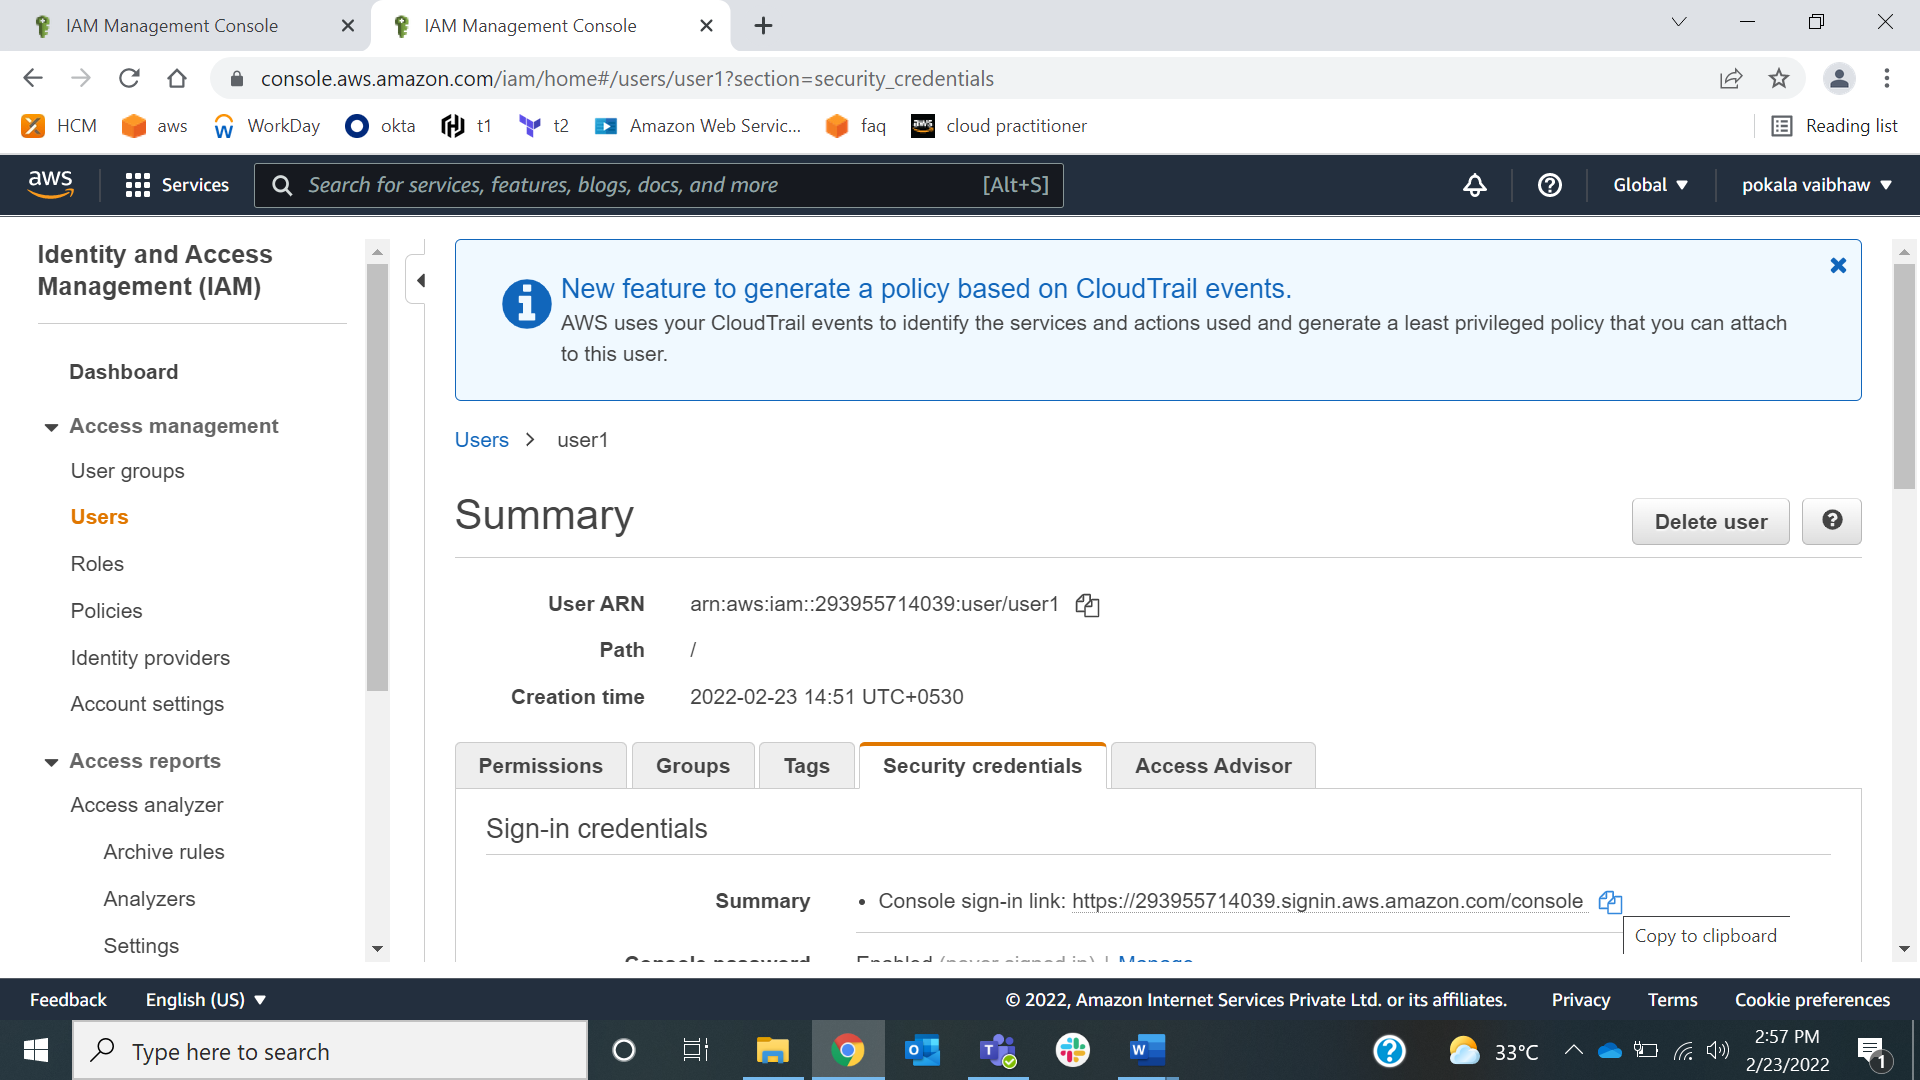 IAM Management Console
IAM Management Console
console.aws.amazon.com/iam/home#/users/user1?section=security_credentials
HCM
aws
WorkDay
okta
t1
t2
Amazon Web Servic...
faq
cloud practitioner
Reading list
aws
Services
Search for services, features, blogs, docs, and more
[Alt+S]
Global
pokala vaibhaw
Identity and Access
Management (IAM)
Dashboard
Access management
User groups
Users
Roles
Policies
Identity providers
Account settings
Access reports
Access analyzer
Archive rules
Analyzers
Settings
New feature to generate a policy based on CloudTrail events.
AWS uses your CloudTrail events to identify the services and actions used and generate a least privileged policy that you can attach
to this user.
Users > user1
Summary
Delete user
User ARN arn:aws:iam::293955714039:user/user1
Path /
Creation time 2022-02-23 14:51 UTC+0530
Permissions
Groups
Tags
Security credentials
Access Advisor
Sign-in credentials
Summary • Console sign-in link: https://293955714039.signin.aws.amazon.com/console
Copy to clipboard
Console password Enabled (never signed in) | Manage
Feedback
English (US)
© 2022, Amazon Internet Services Private Ltd. or its affiliates.
Privacy
Terms
Cookie preferences
Type here to search
33°C
2:57 PM
2/23/2022
1